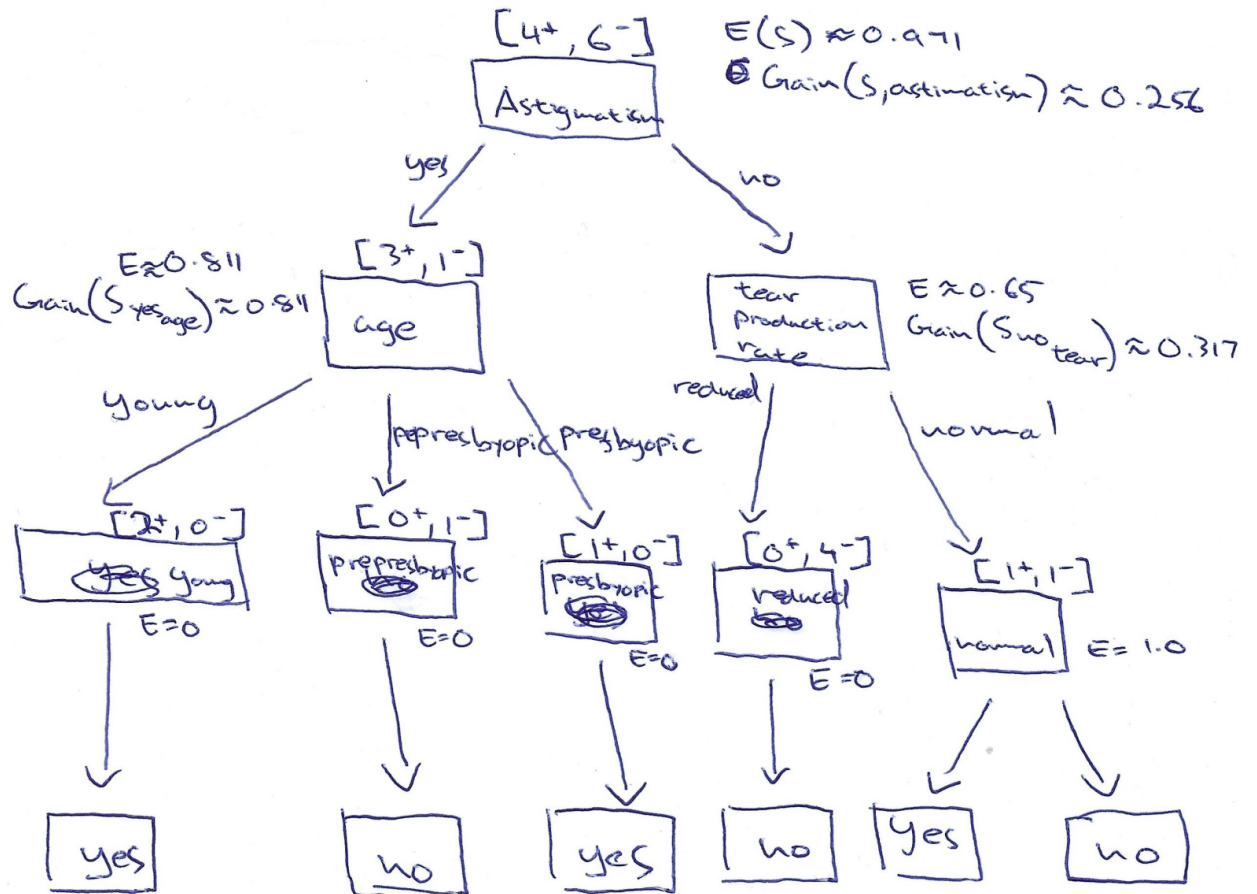 [4+, 6-]
E(S) ≈ 0.971
Gain(S, astimatism) ≈ 0.256
Astigmatism
yes
no
[3+, 1-]
E≈0.811
Gain(Syes age) ≈ 0.811
age
tear
production
rate
E ≈ 0.65
Gain(Sno tear) ≈ 0.317
young
pepresbyopic
presbyopic
reduced
normal
[2+, 0-]
young
E=0
[0+, 1-]
prepresbyopic
E=0
[1+, 0-]
presbyopic
E=0
[0+, 4-]
reduced
E=0
[1+, 1-]
normal
E= 1.0
yes
no
yes
no
yes
no